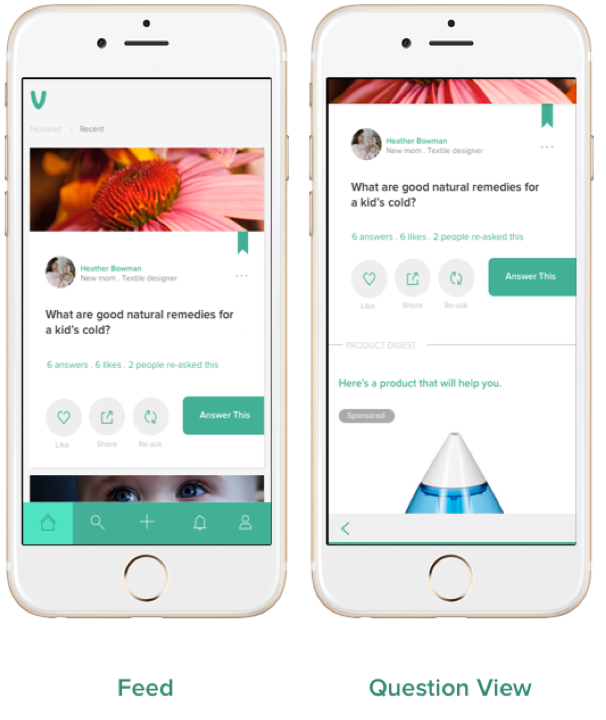 V
Featured | Recent
Heather Bowman
New mom . Textile designer
...
What are good natural remedies for
a kid's cold?
6 answers . 6 likes . 2 people re-asked this
Answer This
Like Share Re-ask
Feed
Heather Bowman
New mom . Textile designer
...
What are good natural remedies for
a kid's cold?
6 answers . 6 likes . 2 people re-asked this
Answer This
Like Share Re-ask
PRODUCT DIGEST
Here's a product that will help you.
Sponsored
Question View